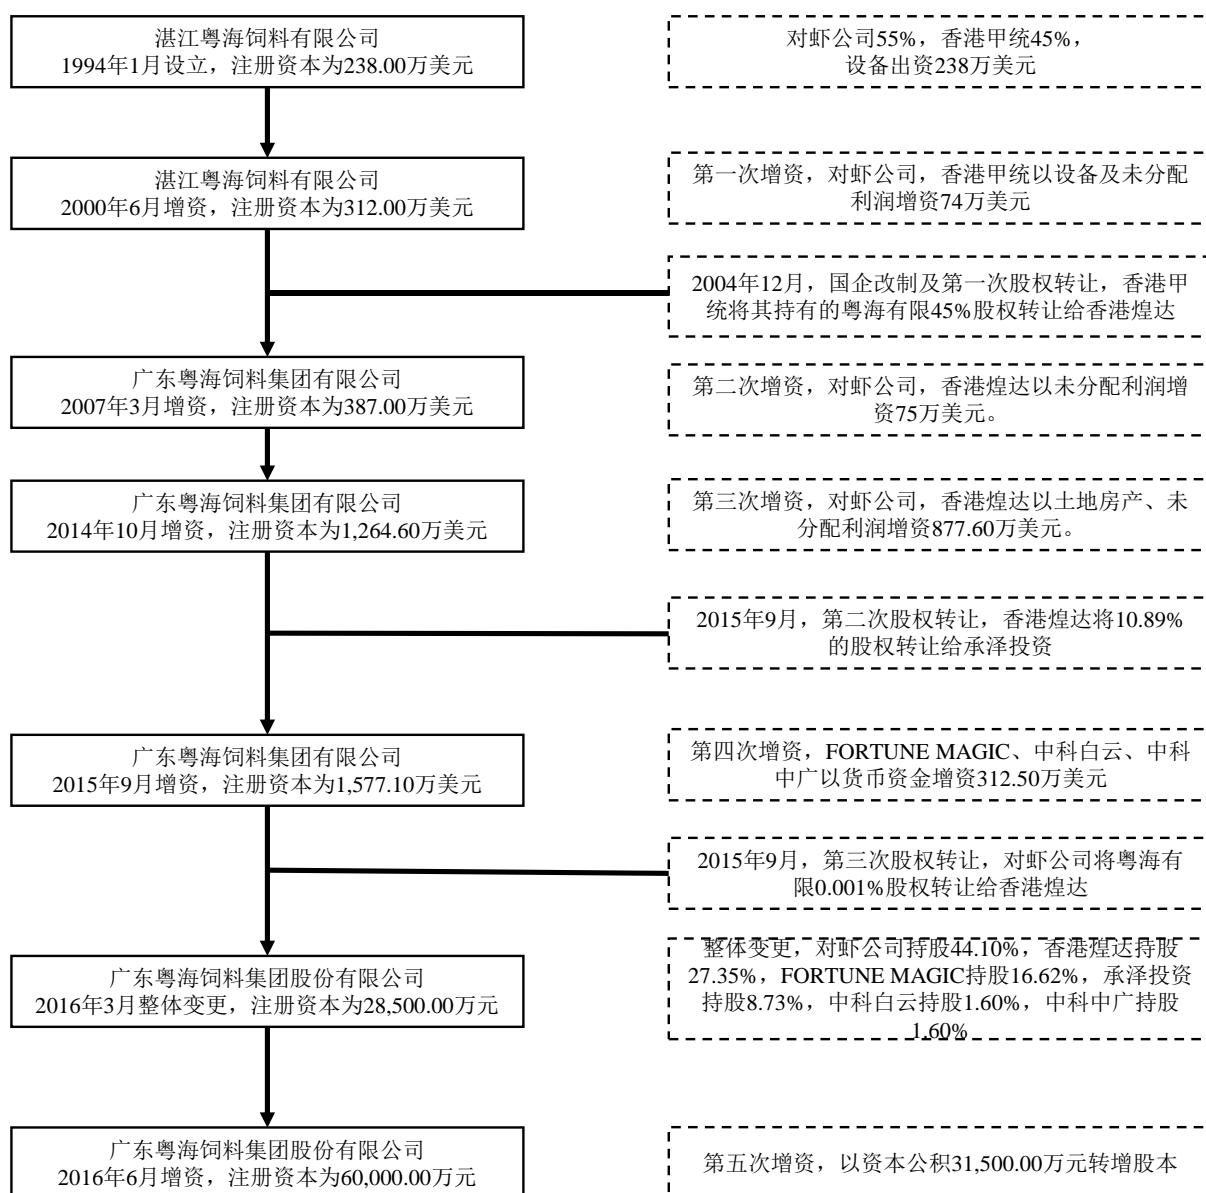 湛江粤海饲料有限公司
1994年1月设立，注册资本为238.00万美元
对虾公司55%，香港甲统45%，
设备出资238万美元
湛江粤海饲料有限公司
2000年6月增资，注册资本为312.00万美元
第一次增资，对虾公司，香港甲统以设备及未分配
利润增资74万美元
2004年12月，国企改制及第一次股权转让，香港甲
统将其持有的粤海有限45%股权转让给香港煌达
广东粤海饲料集团有限公司
2007年3月增资，注册资本为387.00万美元
第二次增资，对虾公司，香港煌达以未分配利润增
资75万美元。
广东粤海饲料集团有限公司
2014年10月增资，注册资本为1,264.60万美元
第三次增资，对虾公司，香港煌达以土地房产、未
分配利润增资877.60万美元。
2015年9月，第二次股权转让，香港煌达将10.89%
的股权转让给承泽投资
广东粤海饲料集团有限公司
2015年9月增资，注册资本为1,577.10万美元
第四次增资，FORTUNE MAGIC、中科白云、中科
中广以货币资金增资312.50万美元
2015年9月，第三次股权转让，对虾公司将粤海有
限0.001%股权转让给香港煌达
广东粤海饲料集团股份有限公司
2016年3月整体变更，注册资本为28,500.00万元
整体变更，对虾公司持股44.10%，香港煌达持股
27.35%，FORTUNE MAGIC持股16.62%，承泽投资
持股8.73%，中科白云持股1.60%，中科中广持股
1.60%
广东粤海饲料集团股份有限公司
2016年6月增资，注册资本为60,000.00万元
第五次增资，以资本公积31,500.00万元转增股本